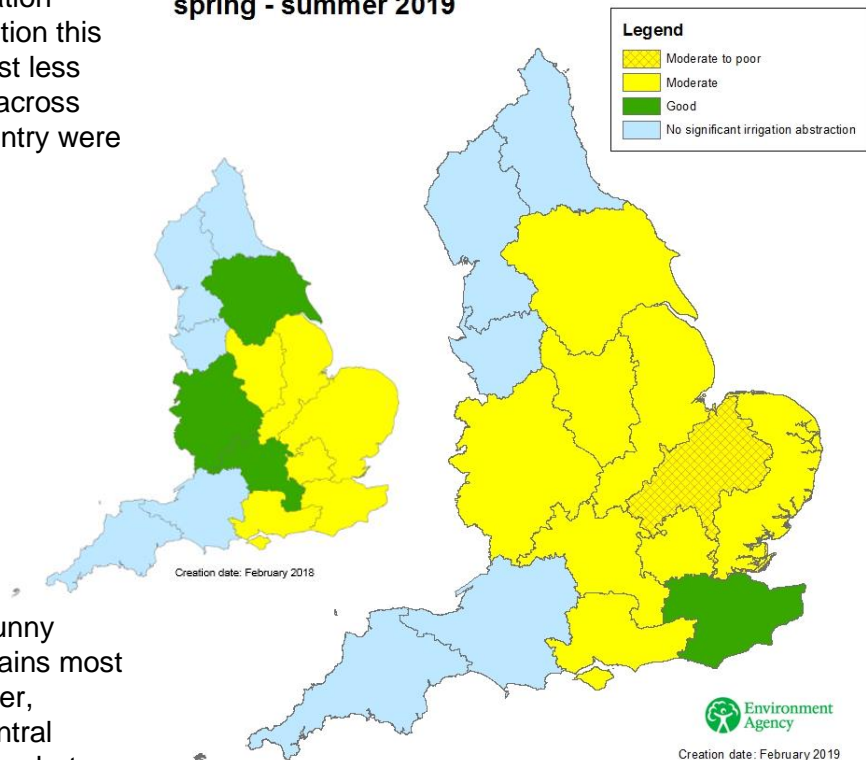 ation
tion this
st less
across
ntry were
spring - summer 2019
Legend
Moderate to poor
Moderate
Good
No significant irrigation abstraction
Creation date: February 2018
unny
ains most
er,
ntral
Environment
Agency
Creation date: February 2019